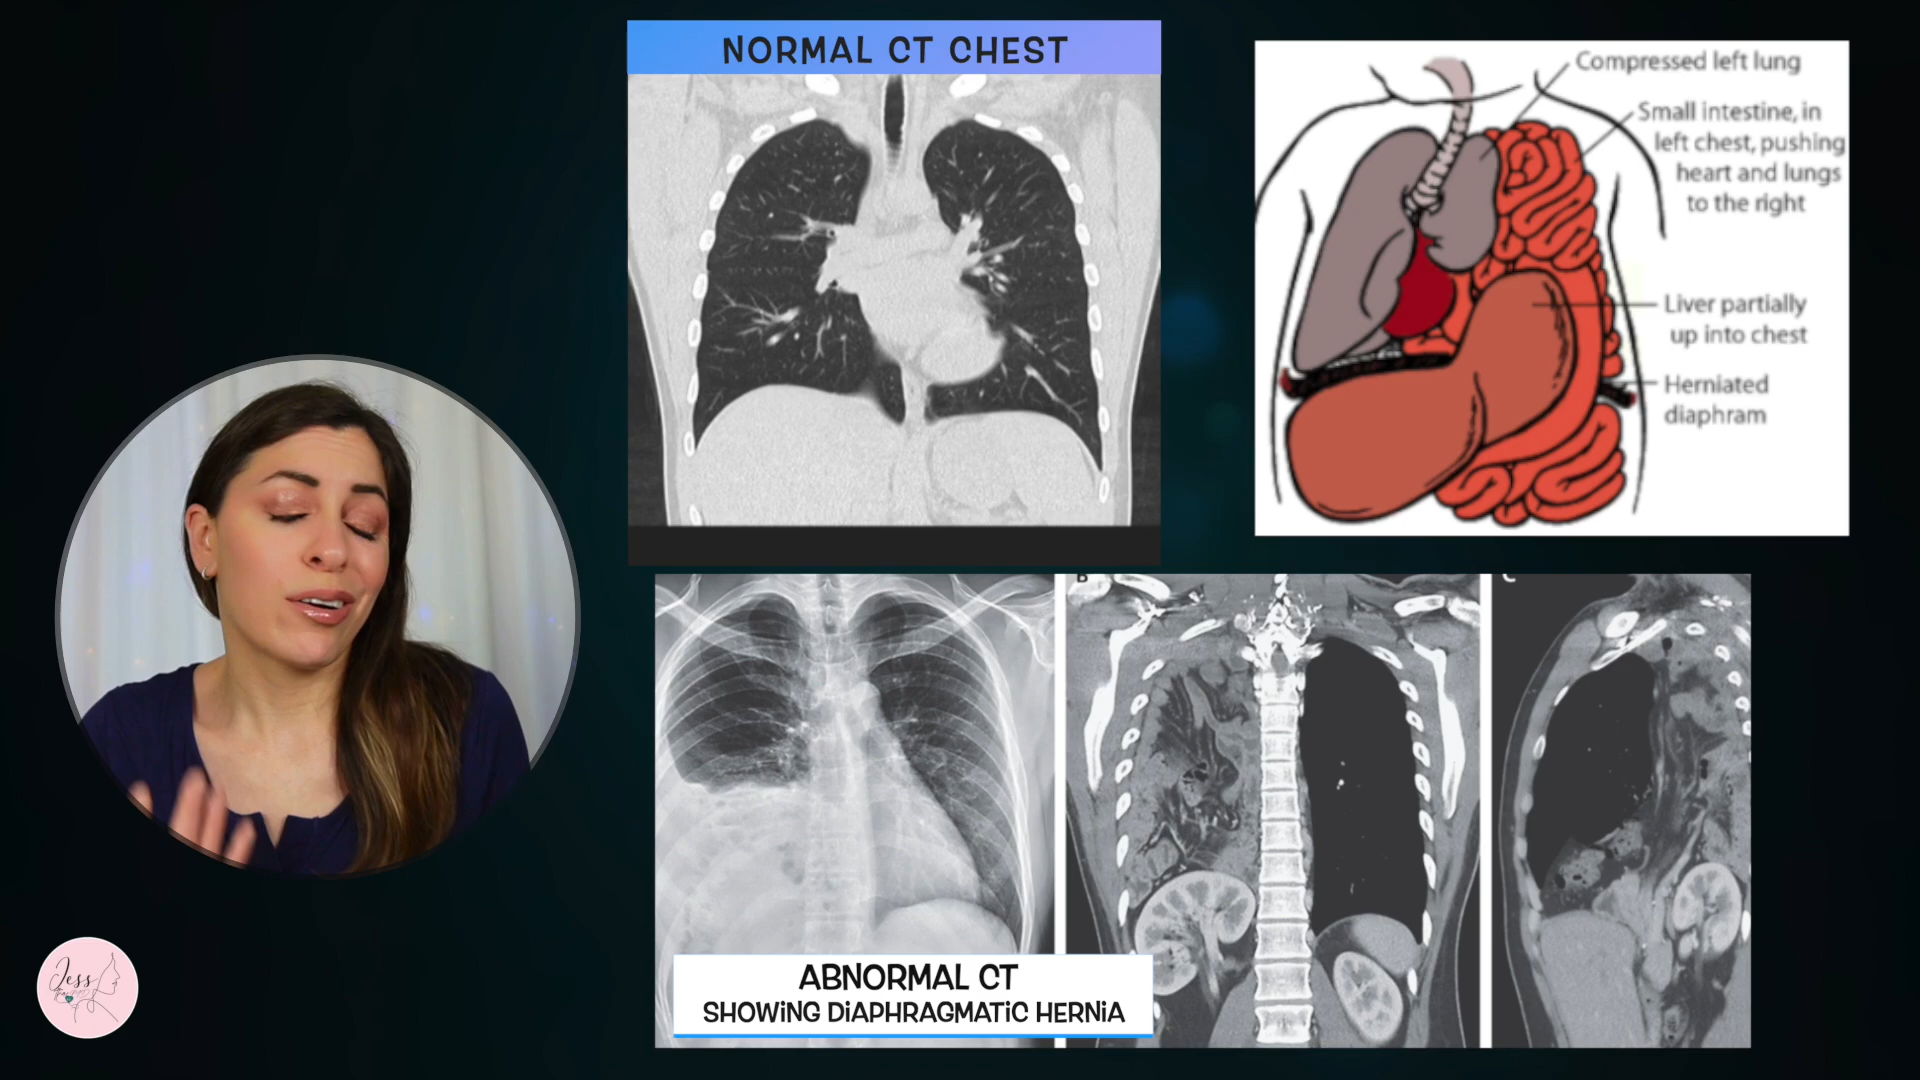 NORMAL CT CHEST
Compressed left lung
Small intestine, in
left chest, pushing
heart and lungs
to the right
Liver partially
up into chest
Herniated
diaphram
B
C
ABNORMAL CT
SHOWING DIAPHRAGMATIC HERNIA
Jess